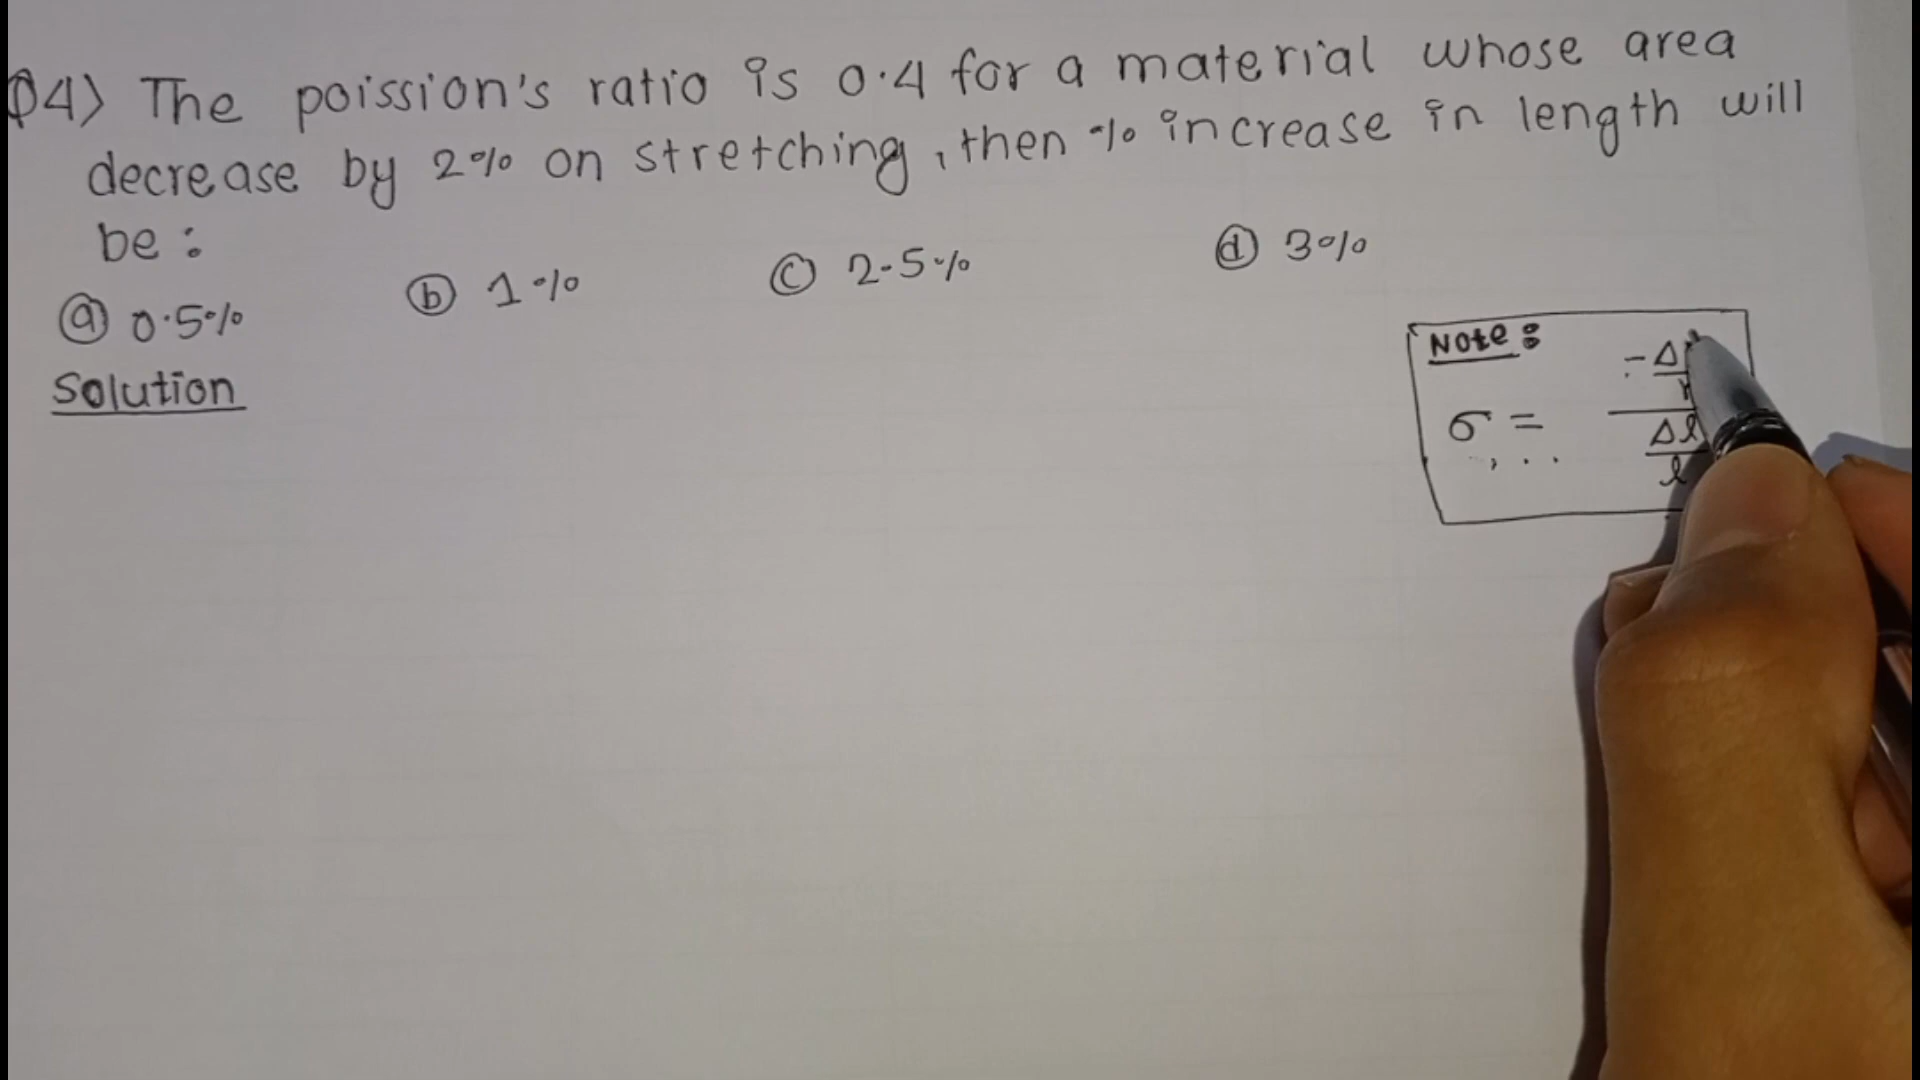 Q4) The poission's ratio is 0.4 for a material whose area
decrease by 2% on stretching, then % increase in length will
be :
ⓐ 0.5% ⓑ 1% ⓒ 2.5% ⓓ 3%
Solution
Note :
-Δ
r
σ =
Δl
l